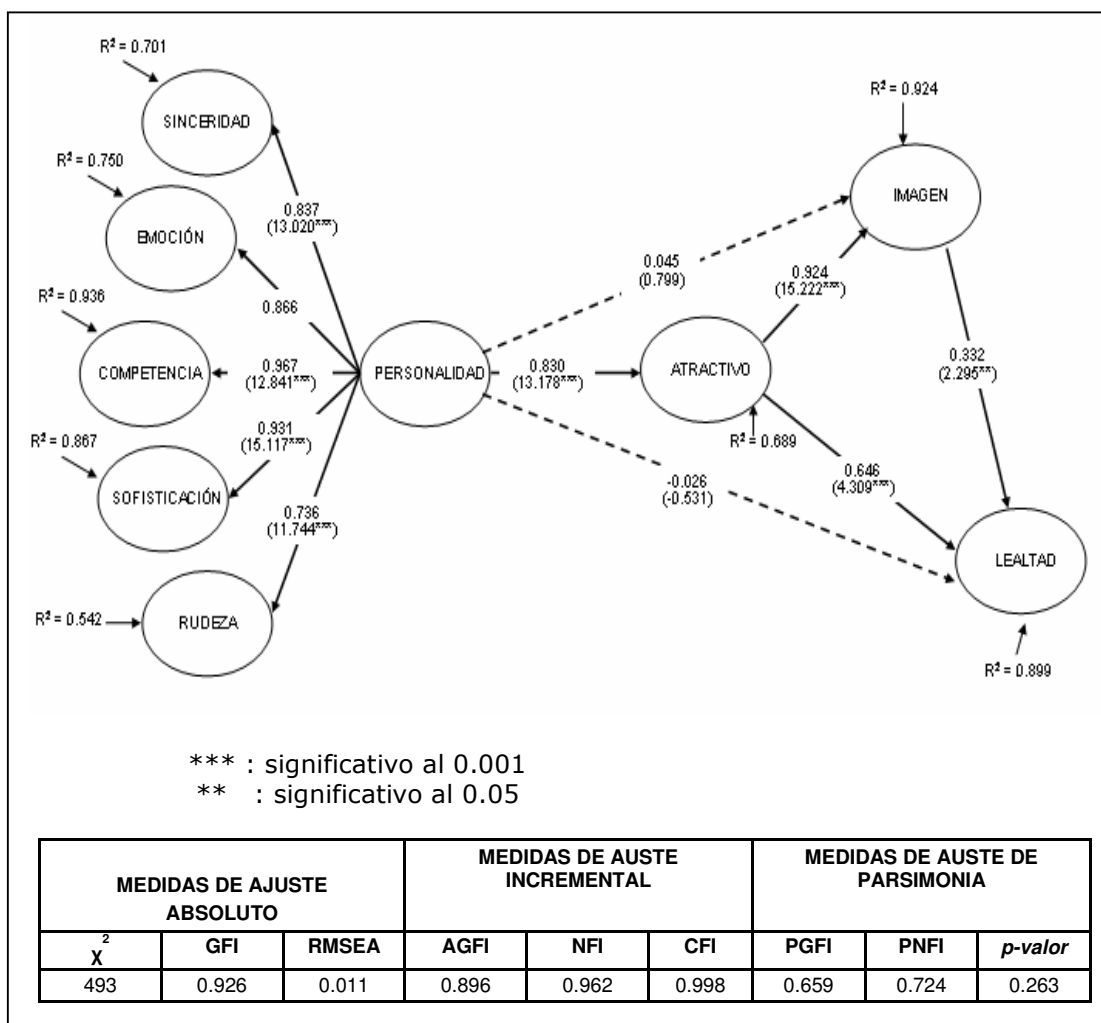 R² = 0.701
SINCERIDAD
R² = 0.750
EMOCIÓN
R² = 0.936
COMPETENCIA
R² = 0.867
SOFISTICACIÓN
R² = 0.542
RUDEZA
0.837
(13.020***)
0.866
0.967
(12.841***)
0.931
(15.117***)
0.736
(11.744***)
PERSONALIDAD
0.045
(0.799)
0.830
(13.178***)
-0.026
(-0.531)
ATRACTIVO
R² = 0.689
0.924
(15.222***)
0.646
(4.309***)
R² = 0.924
IMAGEN
0.332
(2.295**)
LEALTAD
R² = 0.899
*** : significativo al 0.001
** : significativo al 0.05
MEDIDAS DE AJUSTE
ABSOLUTO
MEDIDAS DE AUSTE
INCREMENTAL
MEDIDAS DE AUSTE DE
PARSIMONIA
X² GFI RMSEA AGFI NFI CFI PGFI PNFI p-valor
493 0.926 0.011 0.896 0.962 0.998 0.659 0.724 0.263